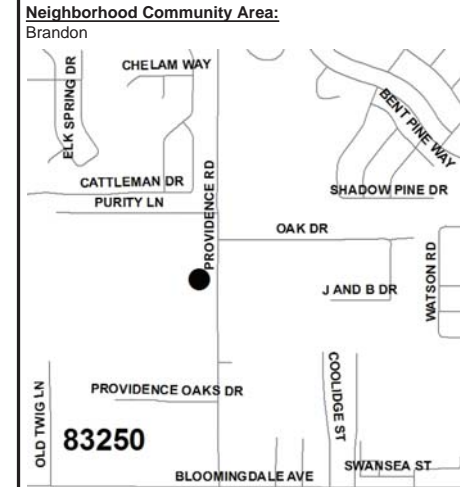 Neighborhood Community Area:
Brandon
CHELAM WAY
ELK SPRING DR
BENT PINE WAY
CATTLEMAN DR
SHADOW PINE DR
PURITY LN
PROVIDENCE RD
OAK DR
J AND B DR
WATSON RD
PROVIDENCE OAKS DR
COOLIDGE ST
OLD TWIG LN
83250
SWANSEA ST
BLOOMINGDALE AVE